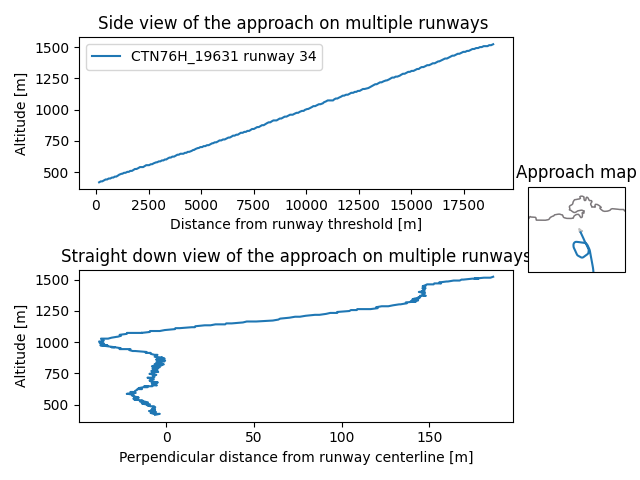 Side view of the approach on multiple runways
1500
1250
1000
750
500
Altitude [m]
CTN76H_19631 runway 34
0 2500 5000 7500 10000 12500 15000 17500
Distance from runway threshold [m]
Approach map
Straight down view of the approach on multiple runways
1500
1250
1000
750
500
Altitude [m]
0 50 100 150
Perpendicular distance from runway centerline [m]